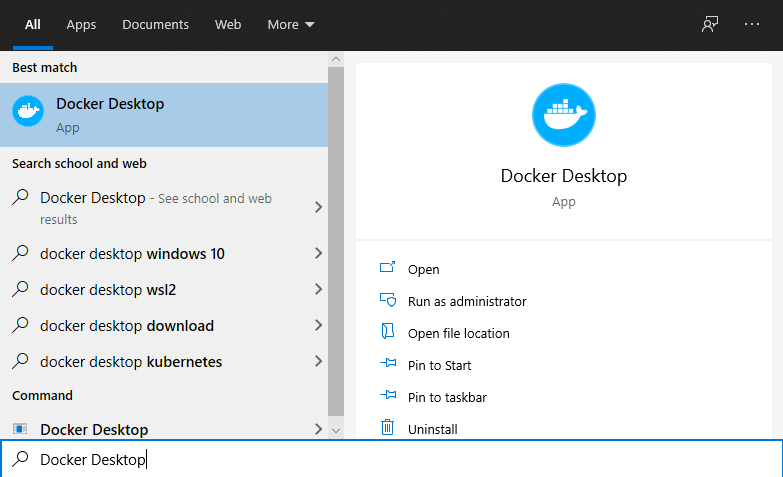 All Apps Documents Web More
Best match
Docker Desktop
App
Search school and web
Docker Desktop - See school and web
results
docker desktop windows 10
docker desktop wsl2
docker desktop download
docker desktop kubernetes
Command
Docker Desktop
Docker Desktop
App
Open
Run as administrator
Open file location
Pin to Start
Pin to taskbar
Uninstall
Docker Desktop